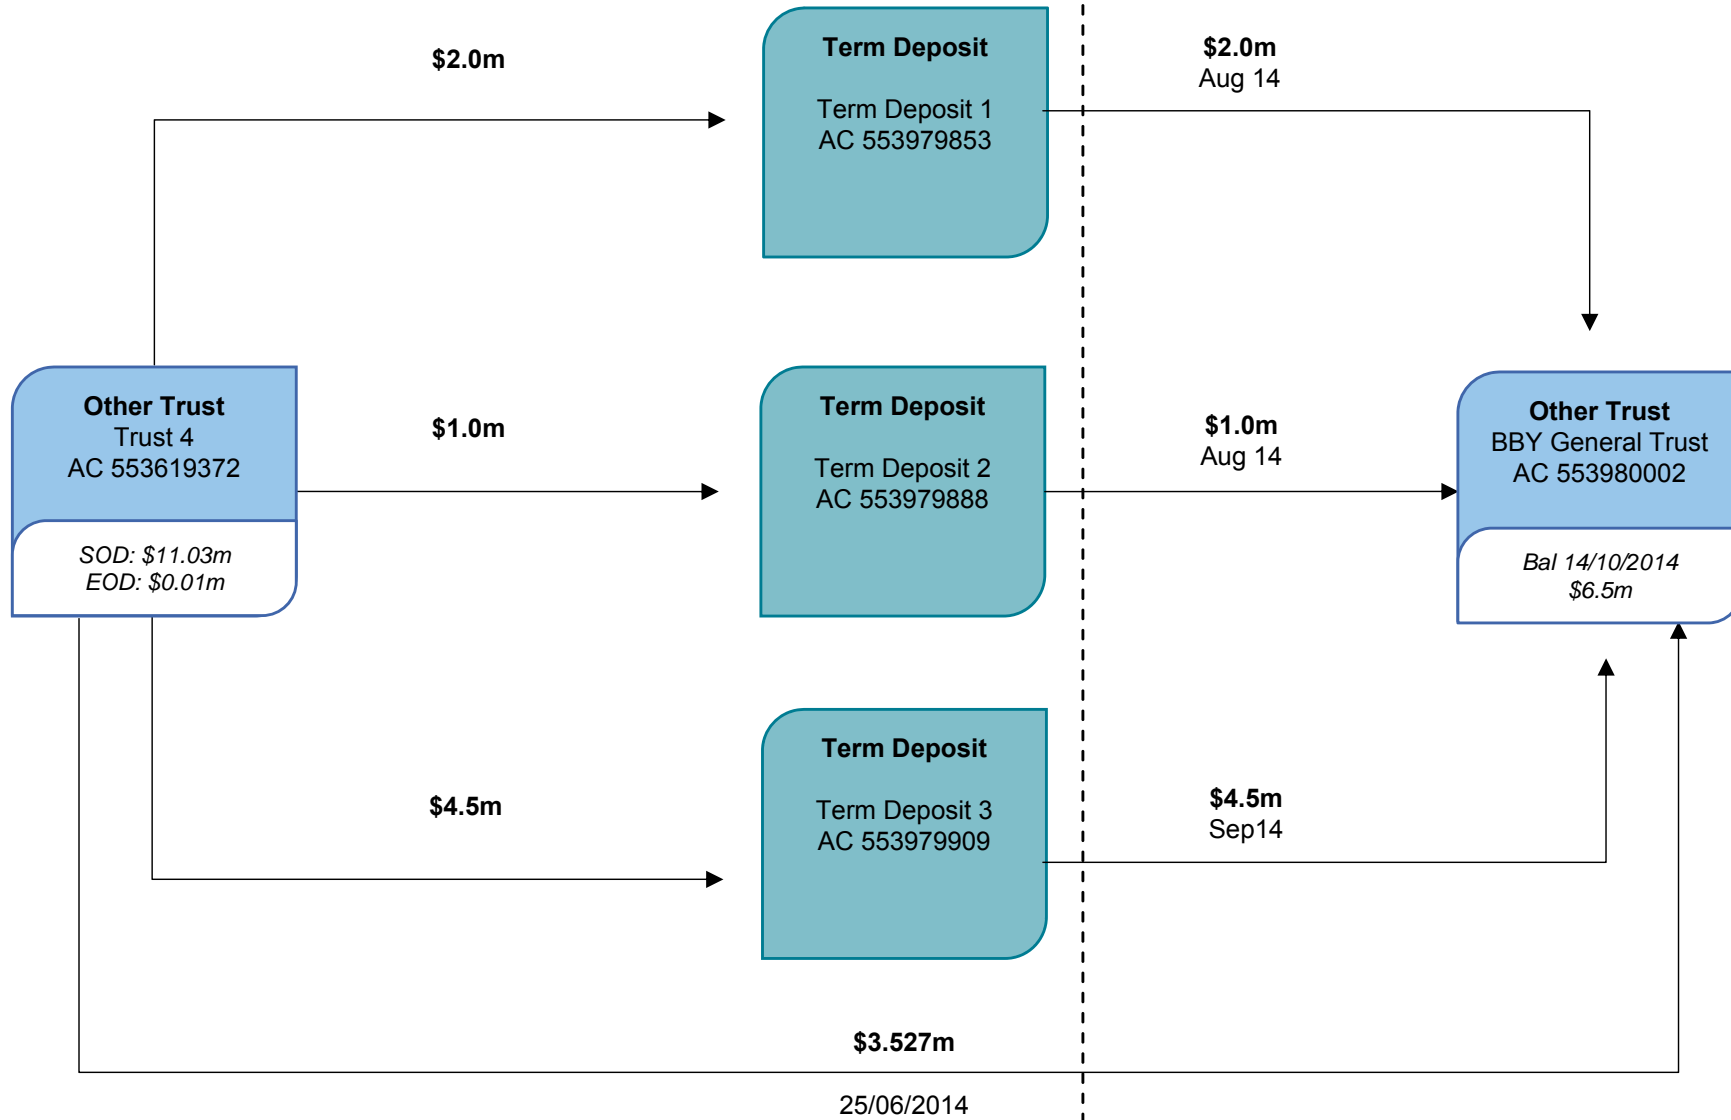 $2.0m
Term Deposit
Term Deposit 1
AC 553979853
$2.0m
Aug 14
Other Trust
Trust 4
AC 553619372
SOD: $11.03m
EOD: $0.01m
$1.0m
Term Deposit
Term Deposit 2
AC 553979888
$1.0m
Aug 14
Other Trust
BBY General Trust
AC 553980002
Bal 14/10/2014
$6.5m
$4.5m
Term Deposit
Term Deposit 3
AC 553979909
$4.5m
Sep14
$3.527m
25/06/2014